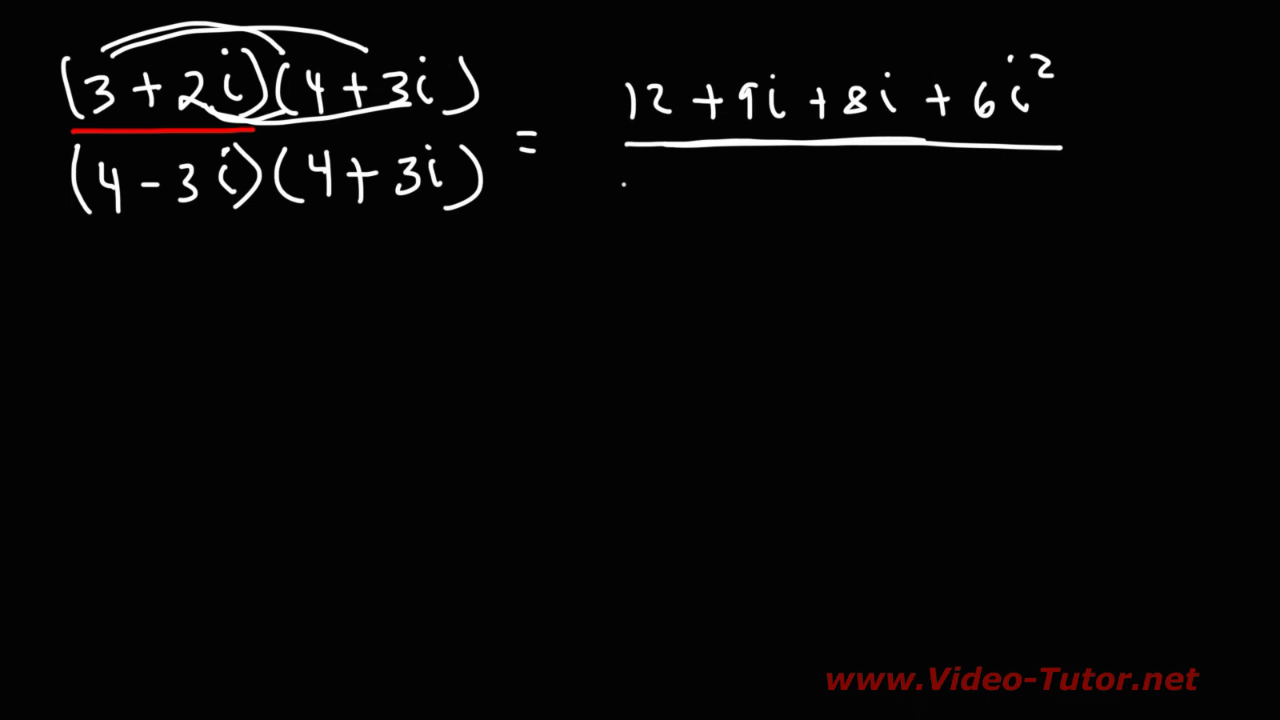 (3 + 2i)(4 + 3i)
(4 - 3i)(4 + 3i)
=
12 + 9i + 8i + 6i²
www.Video-Tutor.net